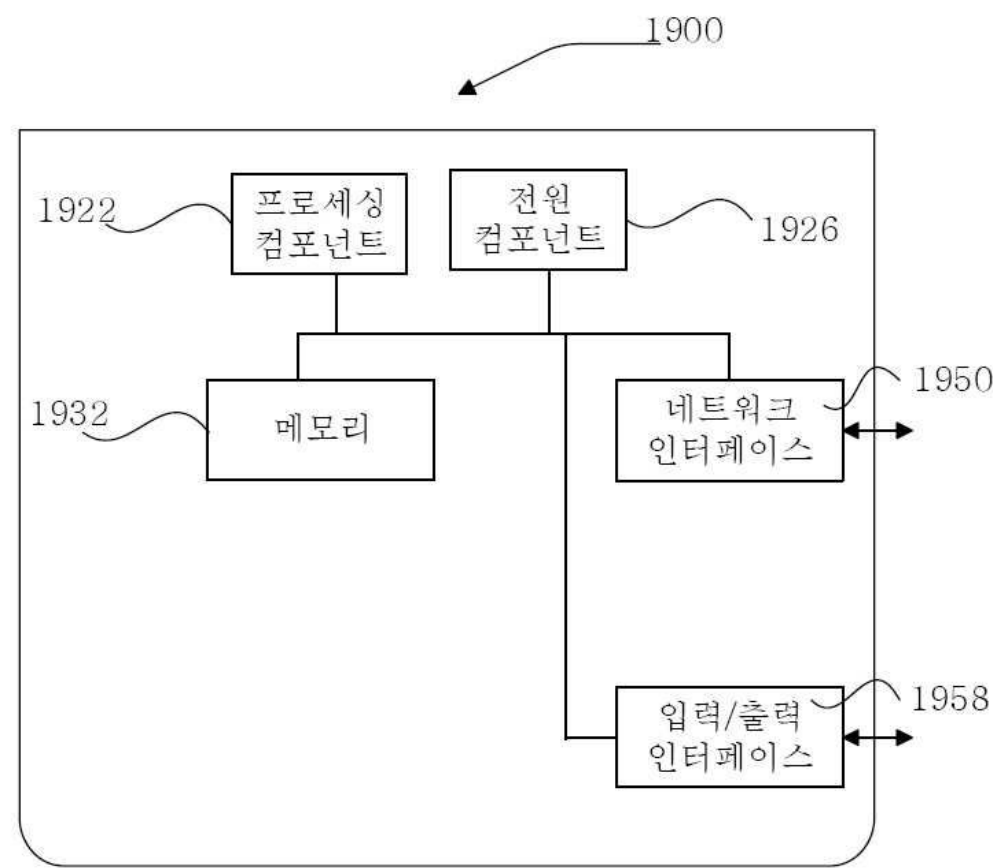 1900
1922
프로세싱
컴포넌트
전원
컴포넌트
1926
1932
메모리
네트워크
인터페이스
1950
입력/출력
인터페이스
1958